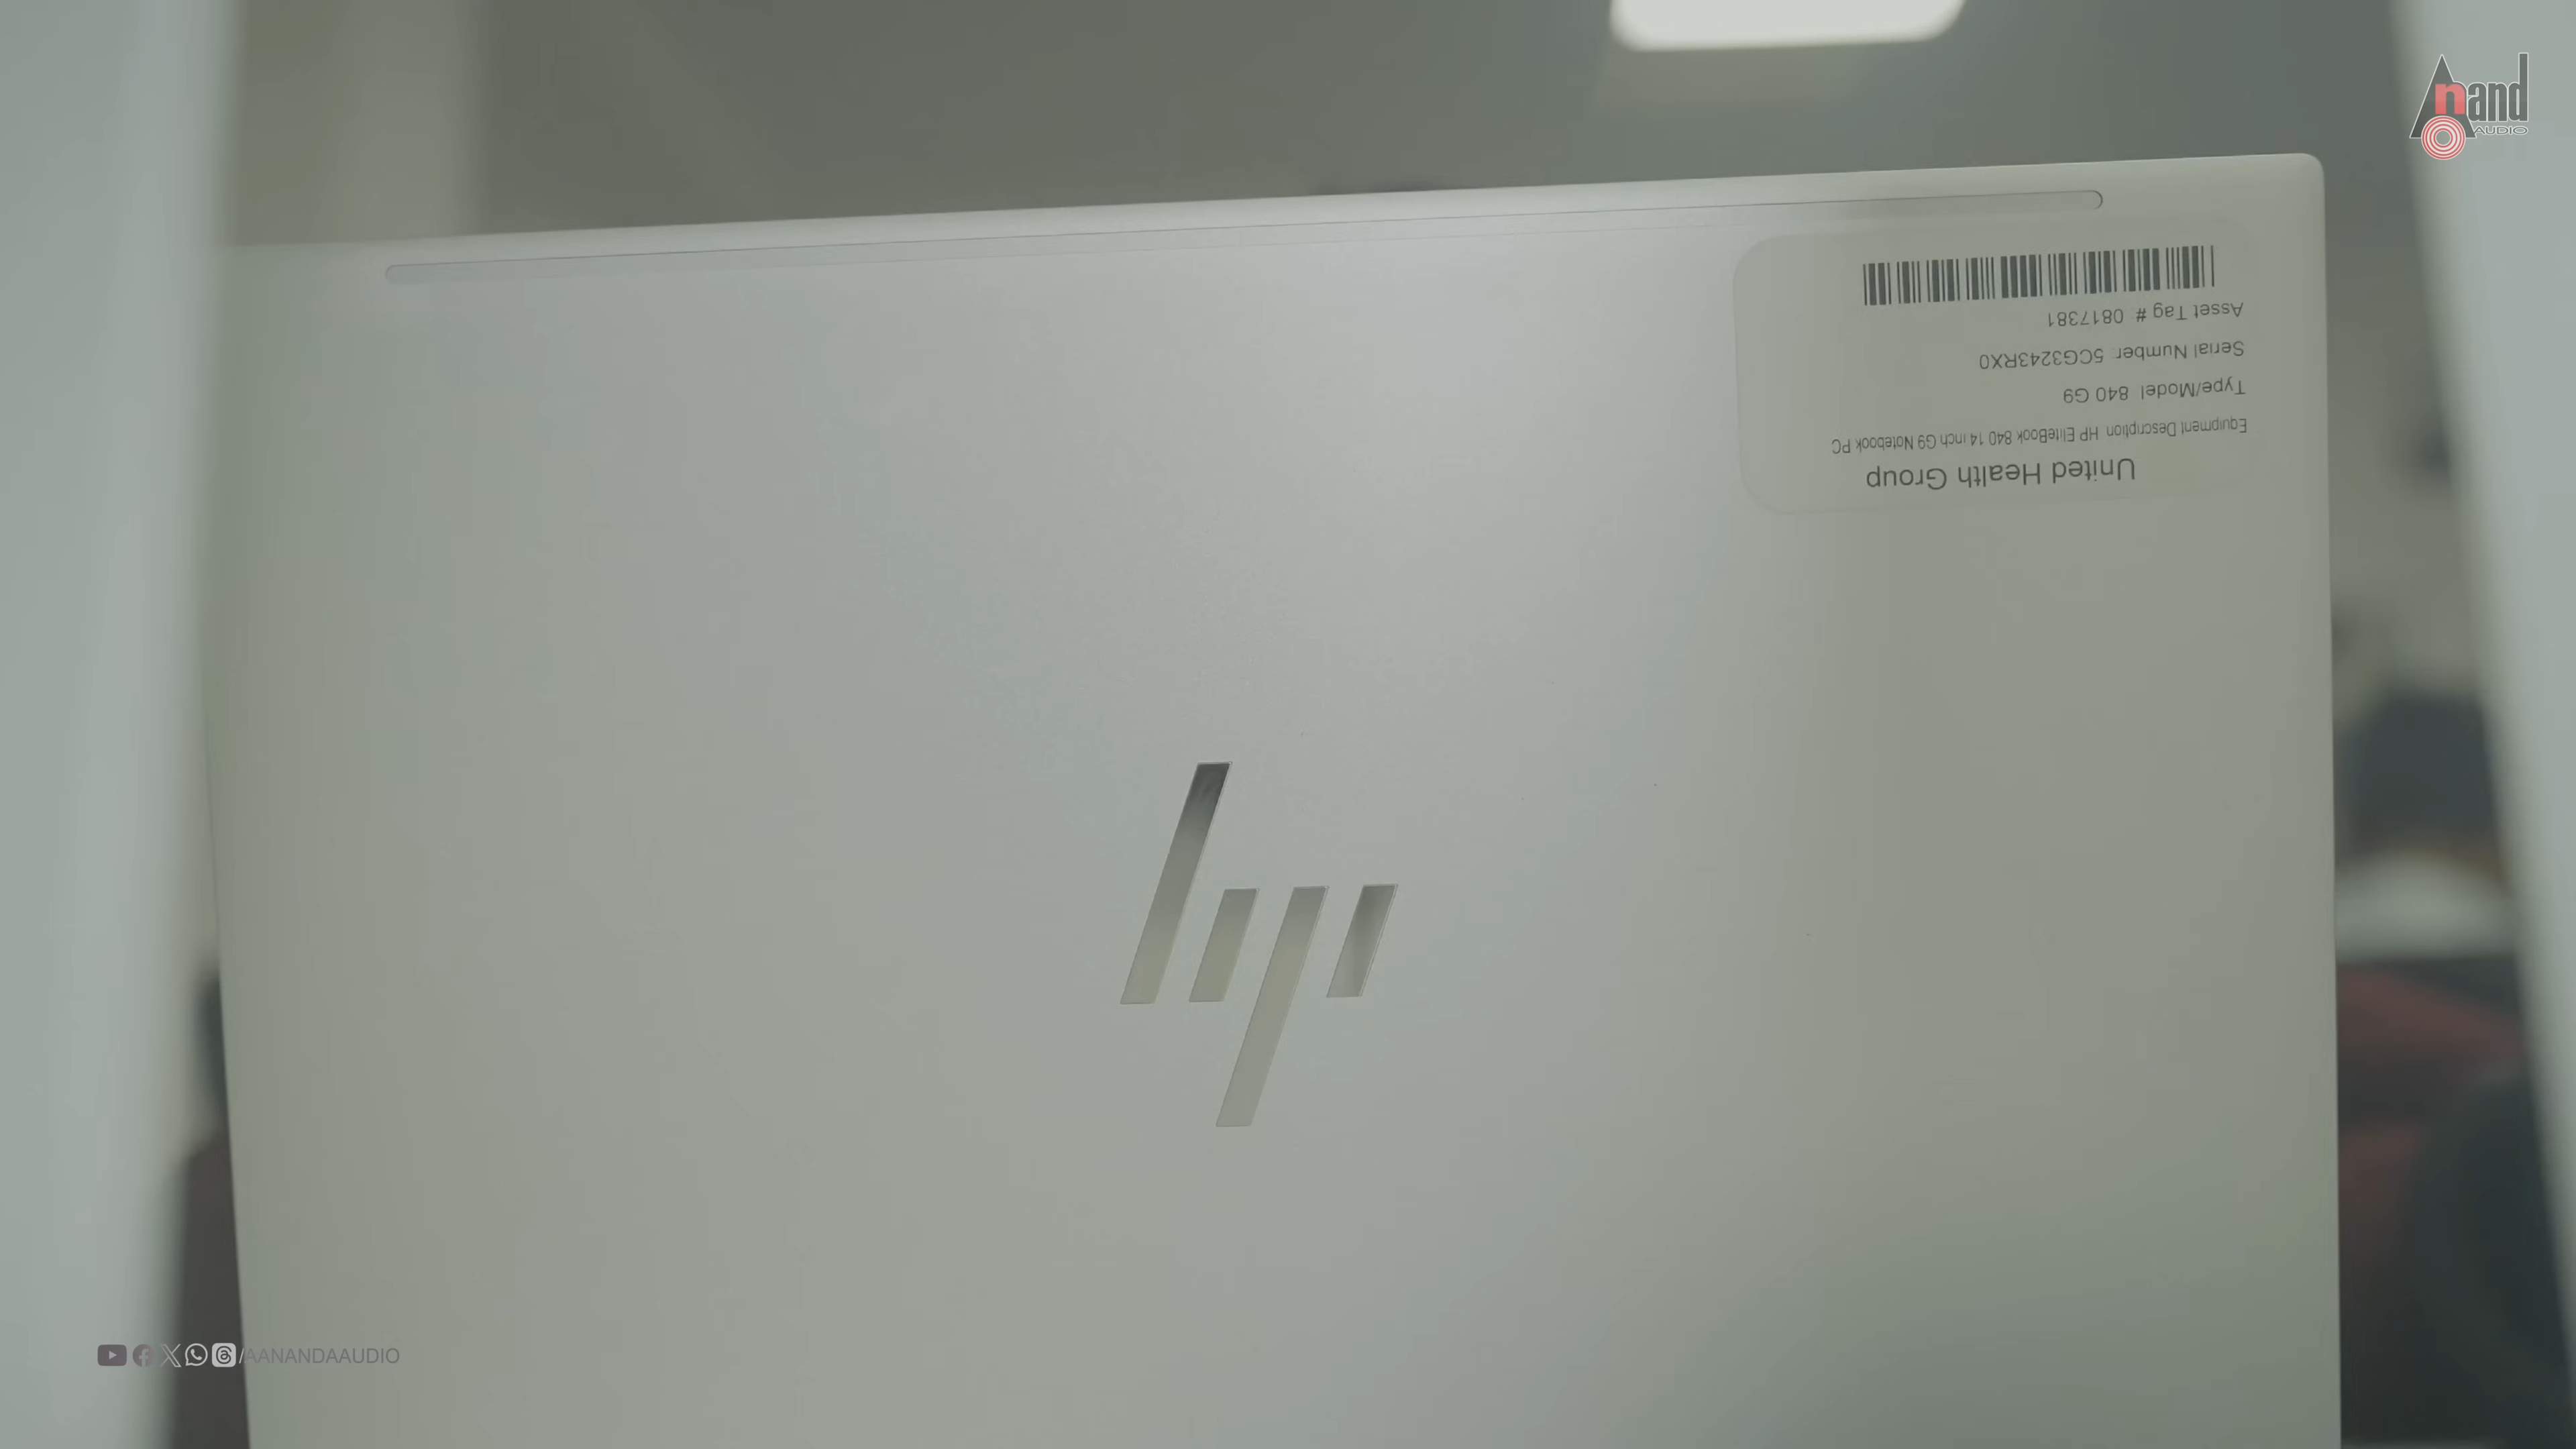 Anand
AUDIO
United Health Group
Equipment Description HP EliteBook 840 14 inch G9 Notebook PC
Type/Model 840 G9
Serial Number 5CG3243RX0
Asset Tag # 0817381
hp
/AANANDAAUDIO